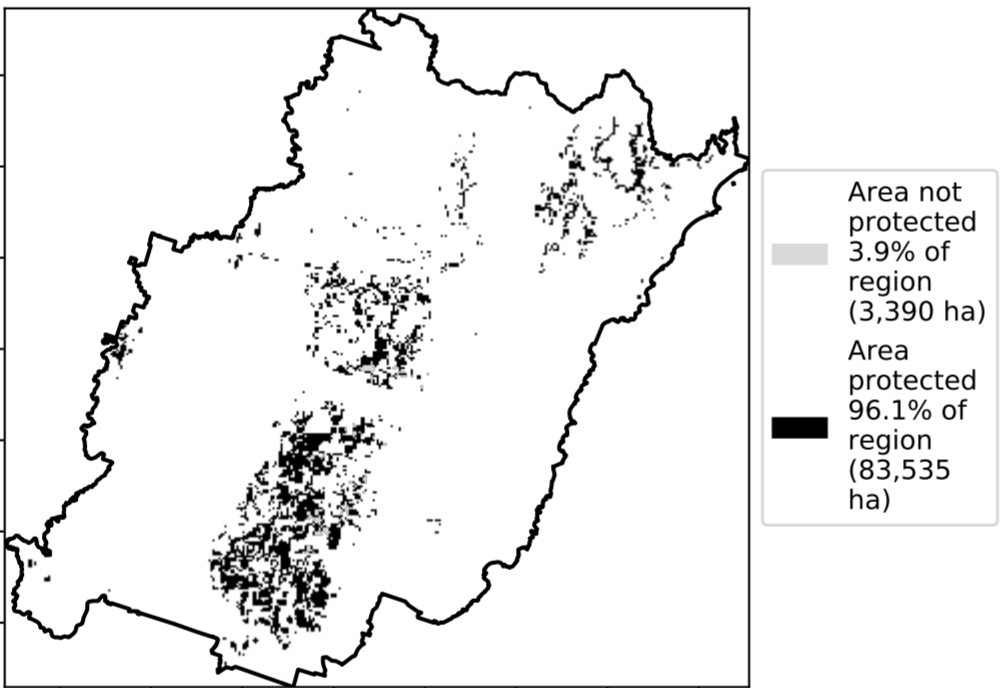 Area not
protected
3.9% of
region
(3,390 ha)
Area
protected
96.1% of
region
(83,535
ha)